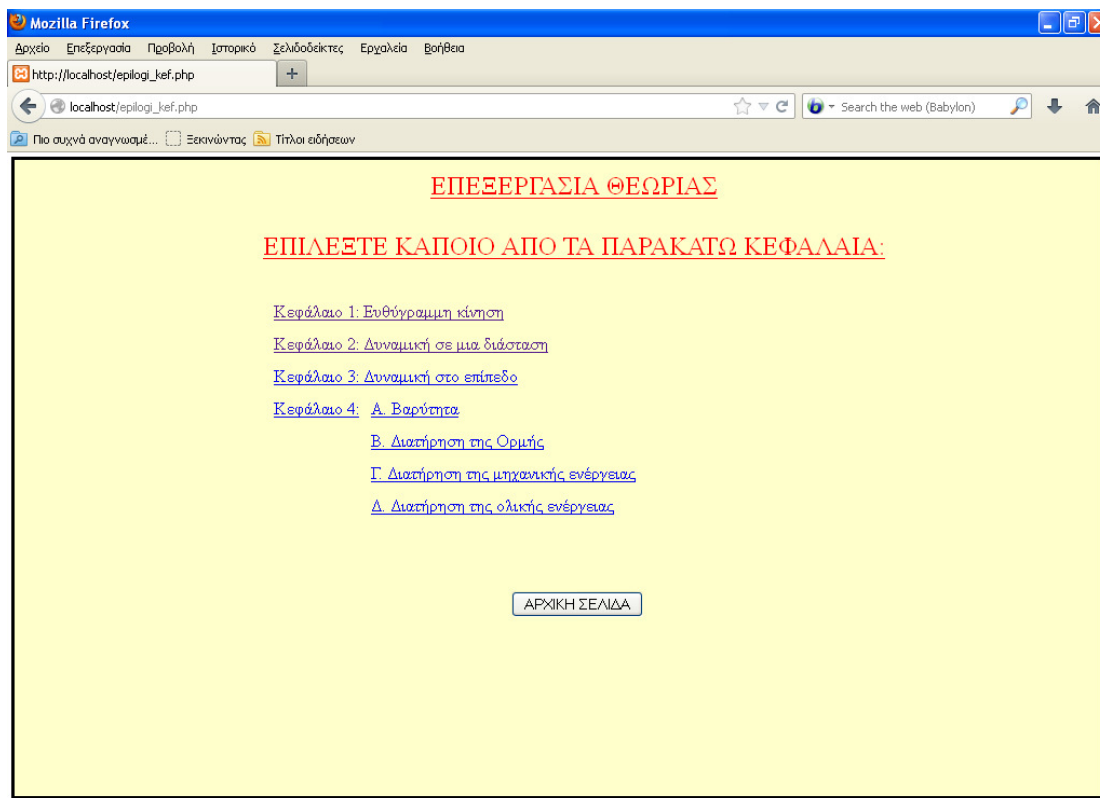 Mozilla Firefox
Αρχείο Επεξεργασία Προβολή Ιστορικό Σελιδοδείκτες Εργαλεία Βοήθεια
http://localhost/epilogi_kef.php
localhost/epilogi_kef.php
Search the web (Babylon)
Πιο συχνά αναγνωσμέ... Ξεκινώντας Τίτλοι ειδήσεων
ΕΠΕΞΕΡΓΑΣΙΑ ΘΕΩΡΙΑΣ
ΕΠΙΛΕΞΤΕ ΚΑΠΟΙΟ ΑΠΟ ΤΑ ΠΑΡΑΚΑΤΩ ΚΕΦΑΛΑΙΑ:
Κεφάλαιο 1: Ευθύγραμμη κίνηση
Κεφάλαιο 2: Δυναμική σε μια διάσταση
Κεφάλαιο 3: Δυναμική στο επίπεδο
Κεφάλαιο 4: Α. Βαρύτητα
Β. Διατήρηση της Ορμής
Γ. Διατήρηση της μηχανικής ενέργειας
Δ. Διατήρηση της ολικής ενέργειας
ΑΡΧΙΚΗ ΣΕΛΙΔΑ